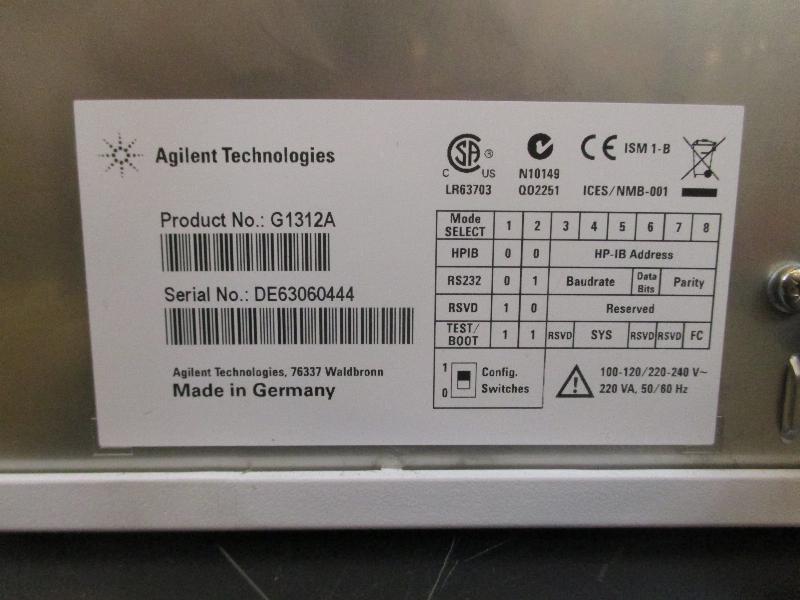 Agilent Technologies
Product No.: G1312A
Serial No.: DE63060444
Agilent Technologies, 76337 Waldbronn
Made in Germany
SA ®
C US
LR63703
N10149
Q02251
CE ISM 1-B
ICES/NMB-001
Mode SELECT 1 2 3 4 5 6 7 8
HPIB 0 0 HP-IB Address
RS232 0 1 Baudrate Data Bits Parity
RSVD 1 0 Reserved
TEST/BOOT 1 1 RSVD SYS RSVD RSVD FC
1 Config.
0 Switches
100-120/220-240 V~
220 VA, 50/60 Hz